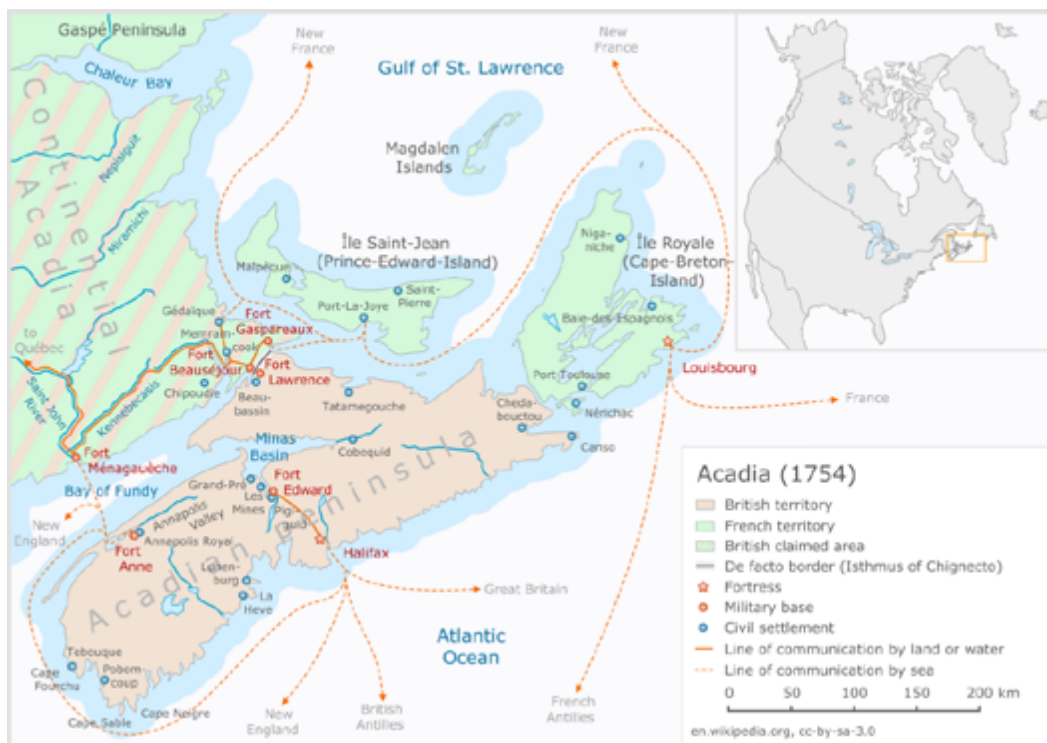 Gaspé Peninsula
Chaleur Bay
New
France
New
France
Gulf of St. Lawrence
Magdalen
Islands
Continental
Acadia
Nepisiguit
Miramichi
Île Saint-Jean
(Prince-Edward-Island)
Malpèque
Saint-
Pierre
Port-La-Joye
Niga-
niche
Île Royale
(Cape-Breton-
Island)
Baie-des-Espagnols
Louisbourg
Port Toulouse
Nérichac
Gédaique
Memram-
cook
Fort
Gaspareaux
Fort
Beauséjour
Fort
Lawrence
Chipoudie
Beau-
bassin
to
Québec
Saint John
River
Kennebecasis
Fort
Ménagauèche
Tatamegouche
Cheda-
bouctou
Canso
France
Minas
Basin
Cobequid
Bay of Fundy
Grand-Pré
Les
Mines
Fort
Edward
Pig-
guid
Acadian Peninsula
New
England
Annapolis
Valley
Annapolis Royal
Fort
Anne
Halifax
Lunen-
burg
La
Heve
Great Britain
Atlantic
Ocean
Tebouque
Cape
Fourchu
Pobom-
coup
Cape Sable
Cape Neigre
New
England
British
Antilles
French
Antilles
Acadia (1754)
British territory
French territory
British claimed area
De facto border (Isthmus of Chignecto)
Fortress
Military base
Civil settlement
Line of communication by land or water
Line of communication by sea
0 50 100 150 200 km
en.wikipedia.org, cc-by-sa-3.0